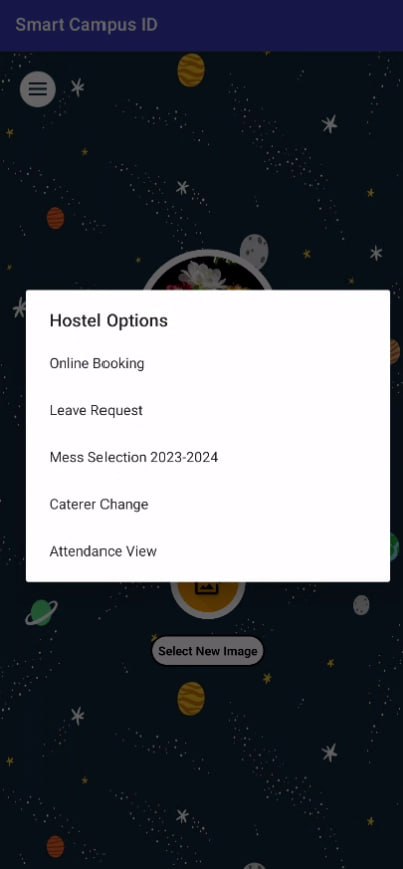 Smart Campus ID
Hostel Options
Online Booking
Leave Request
Mess Selection 2023-2024
Caterer Change
Attendance View
Select New Image